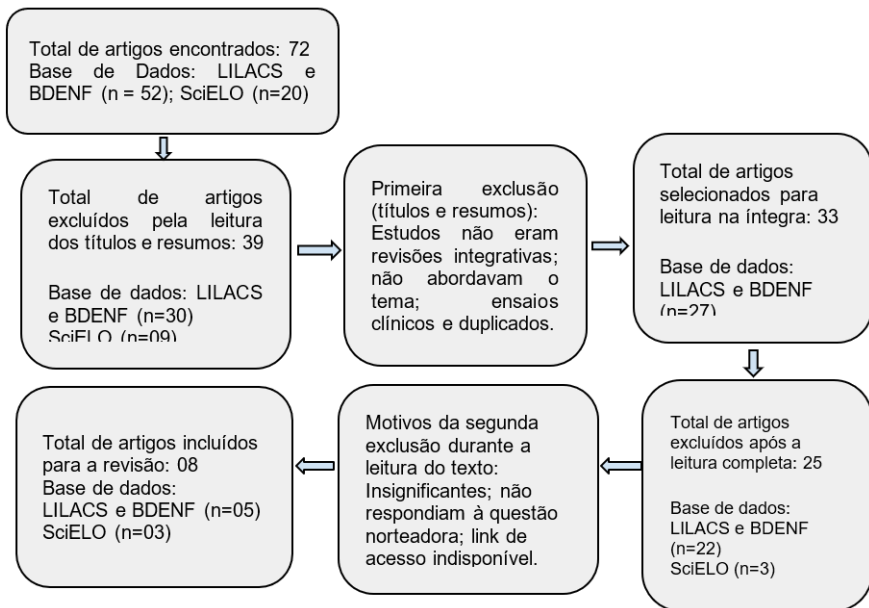 Total de artigos encontrados: 72
Base de Dados: LILACS e
BDENF (n = 52); SciELO (n=20)
Total de artigos
excluídos pela leitura
dos títulos e resumos: 39
Base de dados: LILACS
e BDENF (n=30)
SciELO (n=09)
Primeira exclusão
(títulos e resumos):
Estudos não eram
revisões integrativas;
não abordavam o
tema; ensaios
clínicos e duplicados.
Total de artigos
selecionados para
leitura na íntegra: 33
Base de dados:
LILACS e BDENF
(n=27)
Total de artigos
excluídos após a
leitura completa: 25
Base de dados:
LILACS e BDENF
(n=22)
SciELO (n=3)
Motivos da segunda
exclusão durante a
leitura do texto:
Insignificantes; não
respondiam à questão
norteadora; link de
acesso indisponível.
Total de artigos incluídos
para a revisão: 08
Base de dados:
LILACS e BDENF (n=05)
SciELO (n=03)